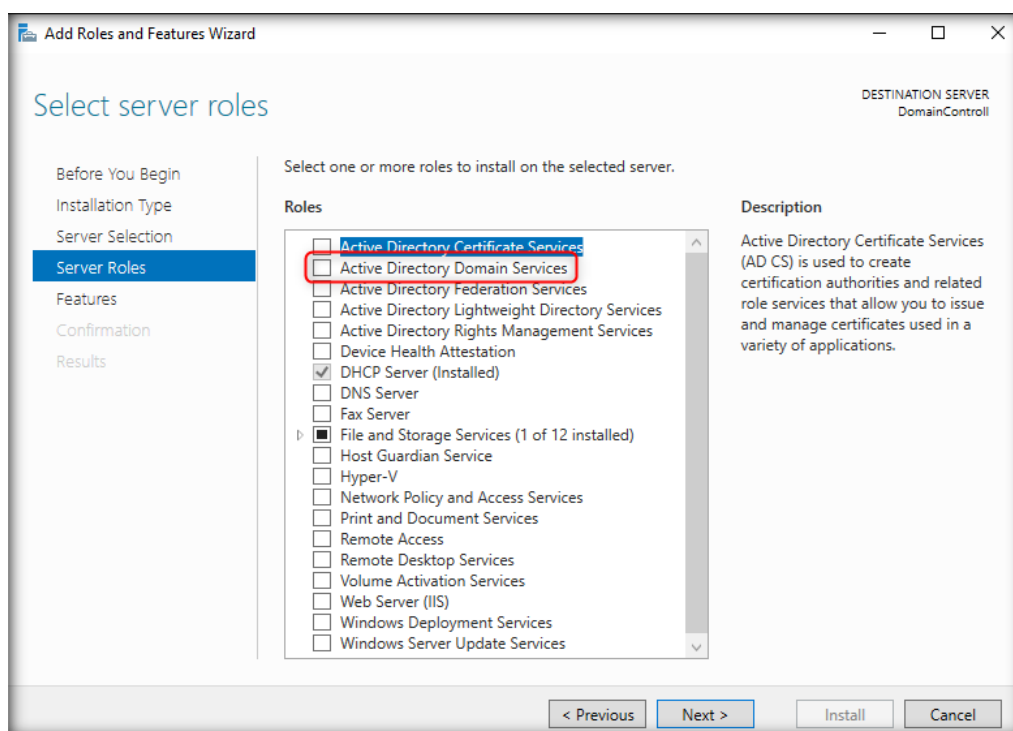 Add Roles and Features Wizard
Select server roles
DESTINATION SERVER
DomainControll
Before You Begin
Installation Type
Server Selection
Server Roles
Features
Confirmation
Results
Select one or more roles to install on the selected server.
Roles
Active Directory Certificate Services
Active Directory Domain Services
Active Directory Federation Services
Active Directory Lightweight Directory Services
Active Directory Rights Management Services
Device Health Attestation
DHCP Server (Installed)
DNS Server
Fax Server
File and Storage Services (1 of 12 installed)
Host Guardian Service
Hyper-V
Network Policy and Access Services
Print and Document Services
Remote Access
Remote Desktop Services
Volume Activation Services
Web Server (IIS)
Windows Deployment Services
Windows Server Update Services
Description
Active Directory Certificate Services
(AD CS) is used to create
certification authorities and related
role services that allow you to issue
and manage certificates used in a
variety of applications.
< Previous
Next >
Install
Cancel